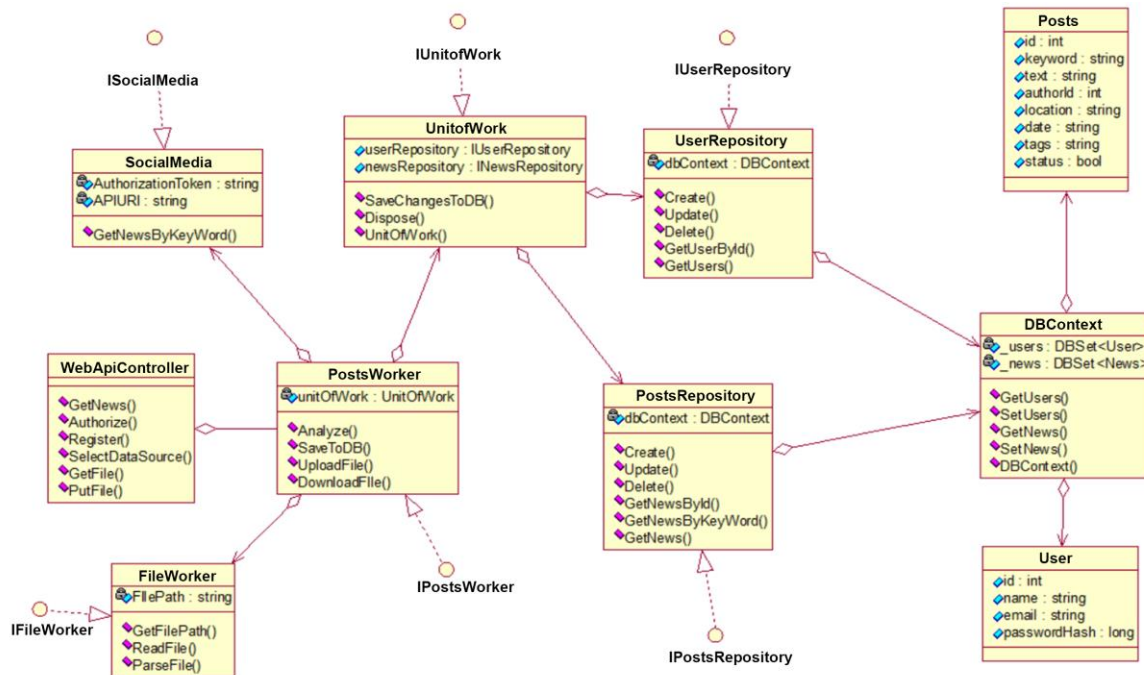 ISocialMedia
SocialMedia
AuthorizationToken : string
APIURI : string
GetNewsByKeyWord()
IUnitofWork
UnitofWork
userRepository : IUserRepository
newsRepository : INewsRepository
SaveChangesToDB()
Dispose()
UnitOfWork()
IUserRepository
UserRepository
dbContext : DBContext
Create()
Update()
Delete()
GetUserById()
GetUsers()
Posts
id : int
keyword : string
text : string
authorId : int
location : string
date : string
tags : string
status : bool
WebApiController
GetNews()
Authorize()
Register()
SelectDataSource()
GetFile()
PutFile()
PostsWorker
unitOfWork : UnitOfWork
Analyze()
SaveToDB()
UploadFile()
DownloadFIle()
PostsRepository
dbContext : DBContext
Create()
Update()
Delete()
GetNewsById()
GetNewsByKeyWord()
GetNews()
DBContext
_users : DBSet<User>
_news : DBSet<News>
GetUsers()
SetUsers()
GetNews()
SetNews()
DBContext()
IFileWorker
FileWorker
FIlePath : string
GetFilePath()
ReadFile()
ParseFile()
IPostsWorker
IPostsRepository
User
id : int
name : string
email : string
passwordHash : long